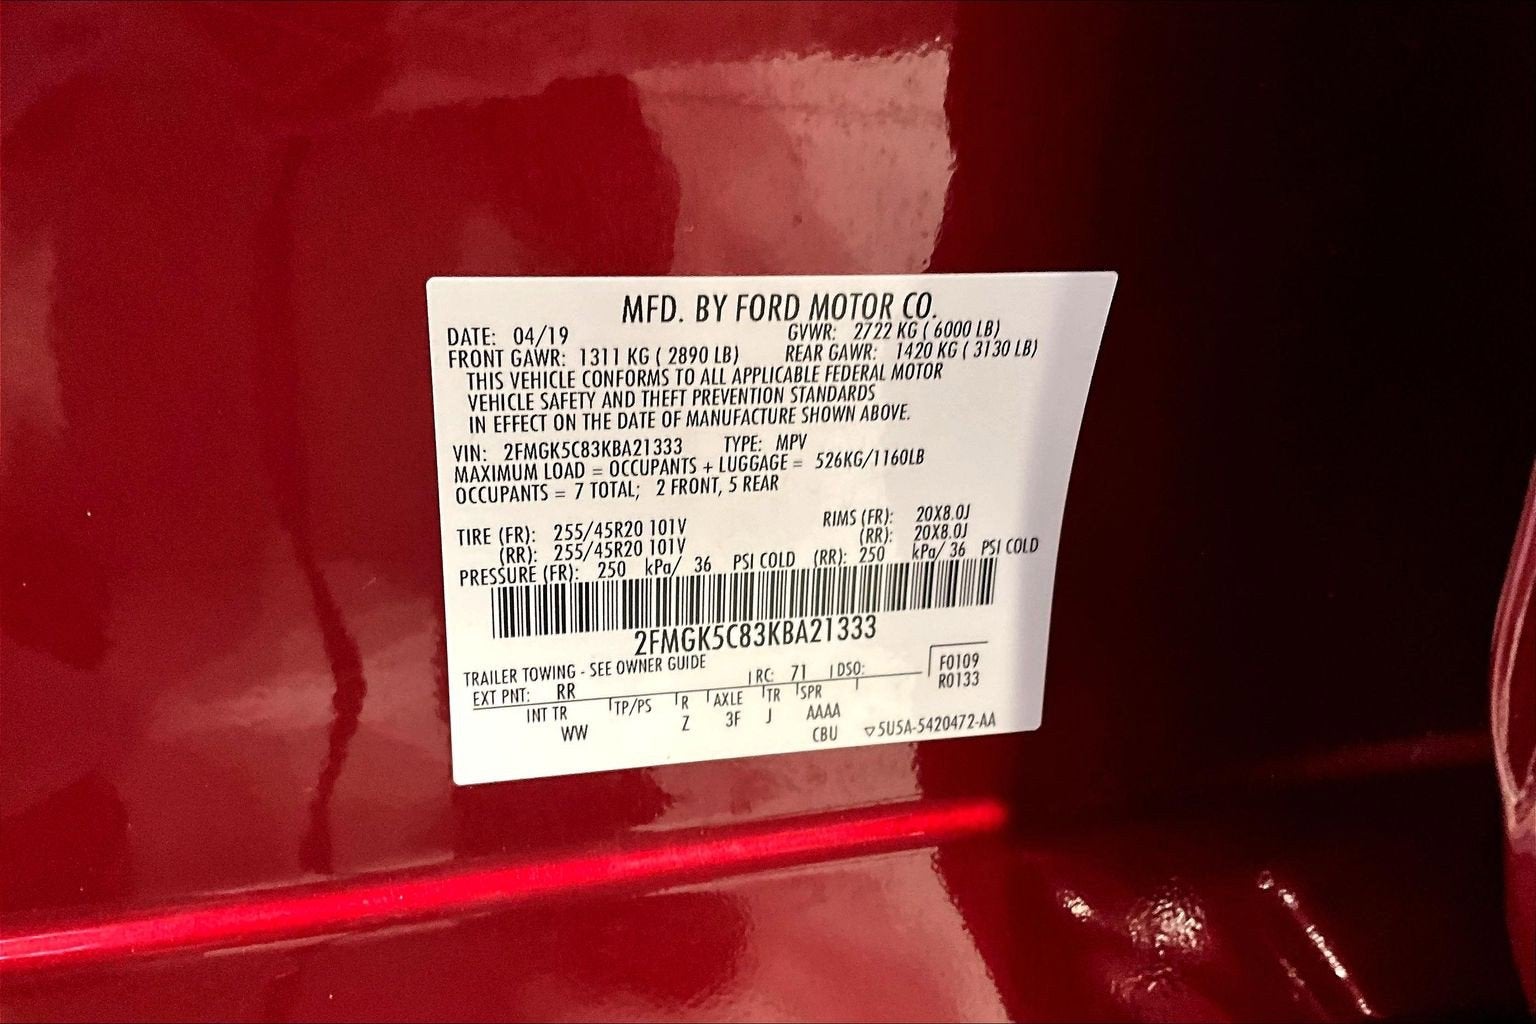 MFD. BY FORD MOTOR CO.
DATE: 04/19 GVWR: 2722 KG ( 6000 LB)
FRONT GAWR: 1311 KG ( 2890 LB) REAR GAWR: 1420 KG ( 3130 LB)
THIS VEHICLE CONFORMS TO ALL APPLICABLE FEDERAL MOTOR
VEHICLE SAFETY AND THEFT PREVENTION STANDARDS
IN EFFECT ON THE DATE OF MANUFACTURE SHOWN ABOVE.
VIN: 2FMGK5C83KBA21333 TYPE: MPV
MAXIMUM LOAD = OCCUPANTS + LUGGAGE = 526KG/1160LB
OCCUPANTS = 7 TOTAL; 2 FRONT, 5 REAR
TIRE (FR): 255/45R20 101V RIMS (FR): 20X8.0J
(RR): 255/45R20 101V (RR): 20X8.0J
PRESSURE (FR): 250 kPa/ 36 PSI COLD (RR): 250 kPa/ 36 PSI COLD
2FMGK5C83KBA21333
TRAILER TOWING - SEE OWNER GUIDE
EXT PNT: RR RC: 71 DSO: F0109
R0133
INT TR TP/PS R AXLE TR SPR
WW Z 3F J AAAA
CBU ▽5U5A-5420472-AA